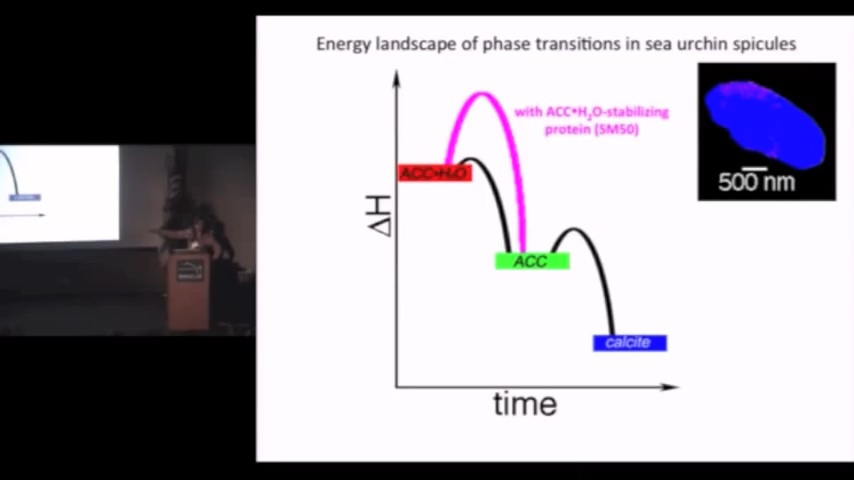 Energy landscape of phase transitions in sea urchin spicules
with ACC•H₂O-stabilizing
protein (SM50)
500 nm
ACC•H₂O
ΔH
ACC
calcite
time